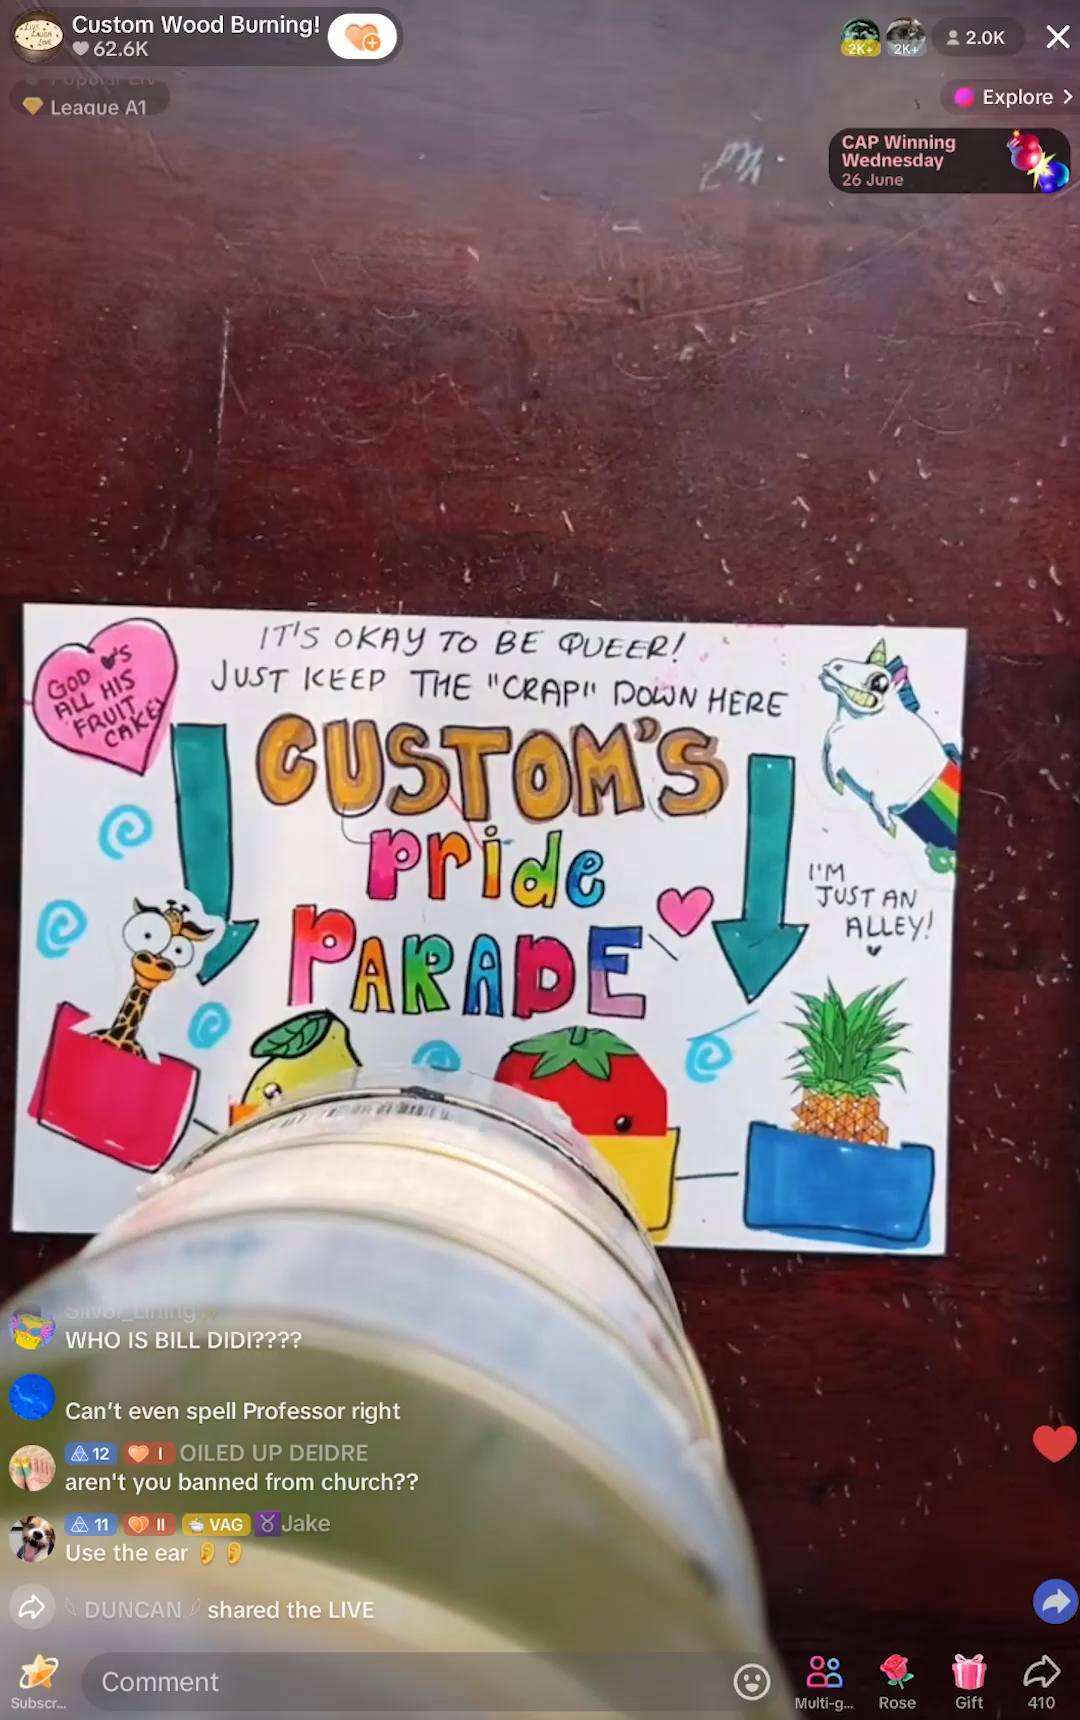 Custom Wood Burning!
62.6K
2K+
2K+
2.0K
League A1
Explore
CAP Winning
Wednesday
26 June
IT'S OKAY TO BE QUEER!
JUST KEEP THE "CRAP" DOWN HERE
GOD ♥'S
ALL HIS
FRUIT
CAKE!
CUSTOM'S
pride
PARADE
I'M
JUST AN
ALLEY!
WHO IS BILL DIDI????
Can't even spell Professor right
12 I OILED UP DEIDRE
aren't you banned from church??
11 II VAG Jake
Use the ear 👂👂
DUNCAN shared the LIVE
Subscr...
Comment
Multi-g...
Rose
Gift
410